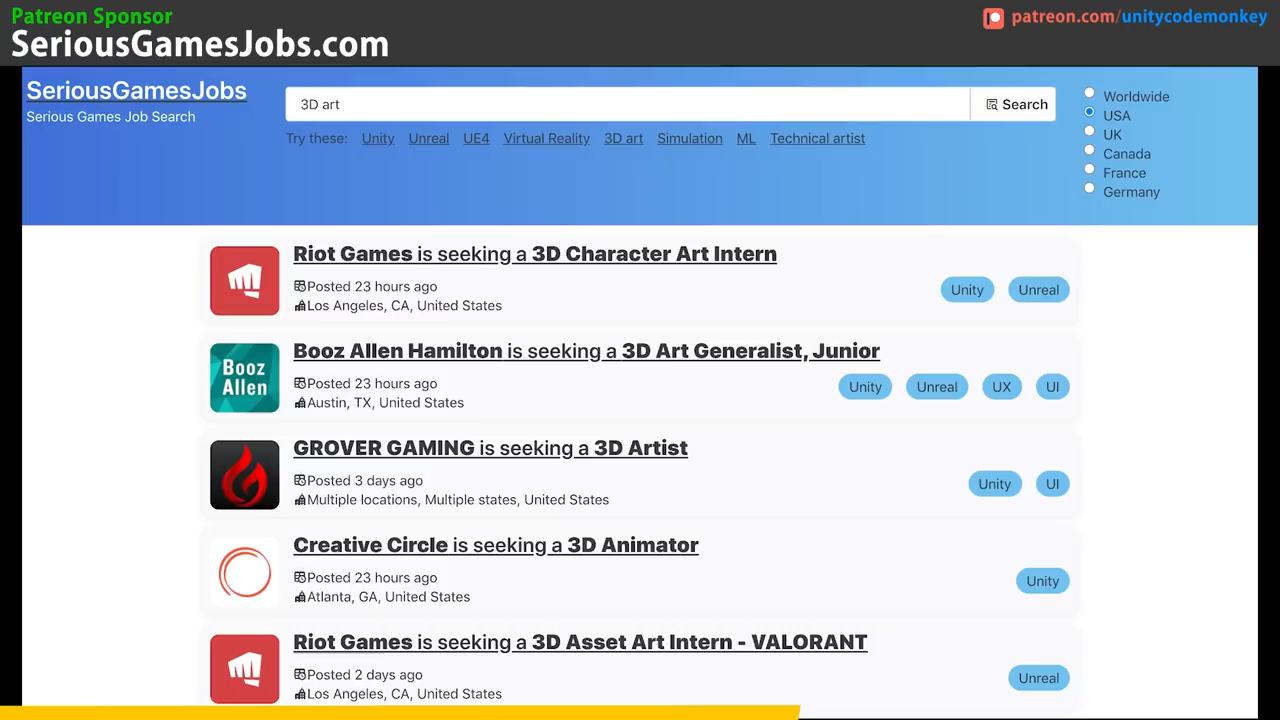 Patreon Sponsor
SeriousGamesJobs.com
patreon.com/unitycodemonkey
SeriousGamesJobs
Serious Games Job Search
3D art
Search
Try these: Unity Unreal UE4 Virtual Reality 3D art Simulation ML Technical artist
Worldwide
USA
UK
Canada
France
Germany
Riot Games is seeking a 3D Character Art Intern
Posted 23 hours ago
Los Angeles, CA, United States
Unity Unreal
Booz Allen
Booz Allen Hamilton is seeking a 3D Art Generalist, Junior
Posted 23 hours ago
Austin, TX, United States
Unity Unreal UX UI
GROVER GAMING is seeking a 3D Artist
Posted 3 days ago
Multiple locations, Multiple states, United States
Unity UI
Creative Circle is seeking a 3D Animator
Posted 23 hours ago
Atlanta, GA, United States
Unity
Riot Games is seeking a 3D Asset Art Intern - VALORANT
Posted 2 days ago
Los Angeles, CA, United States
Unreal